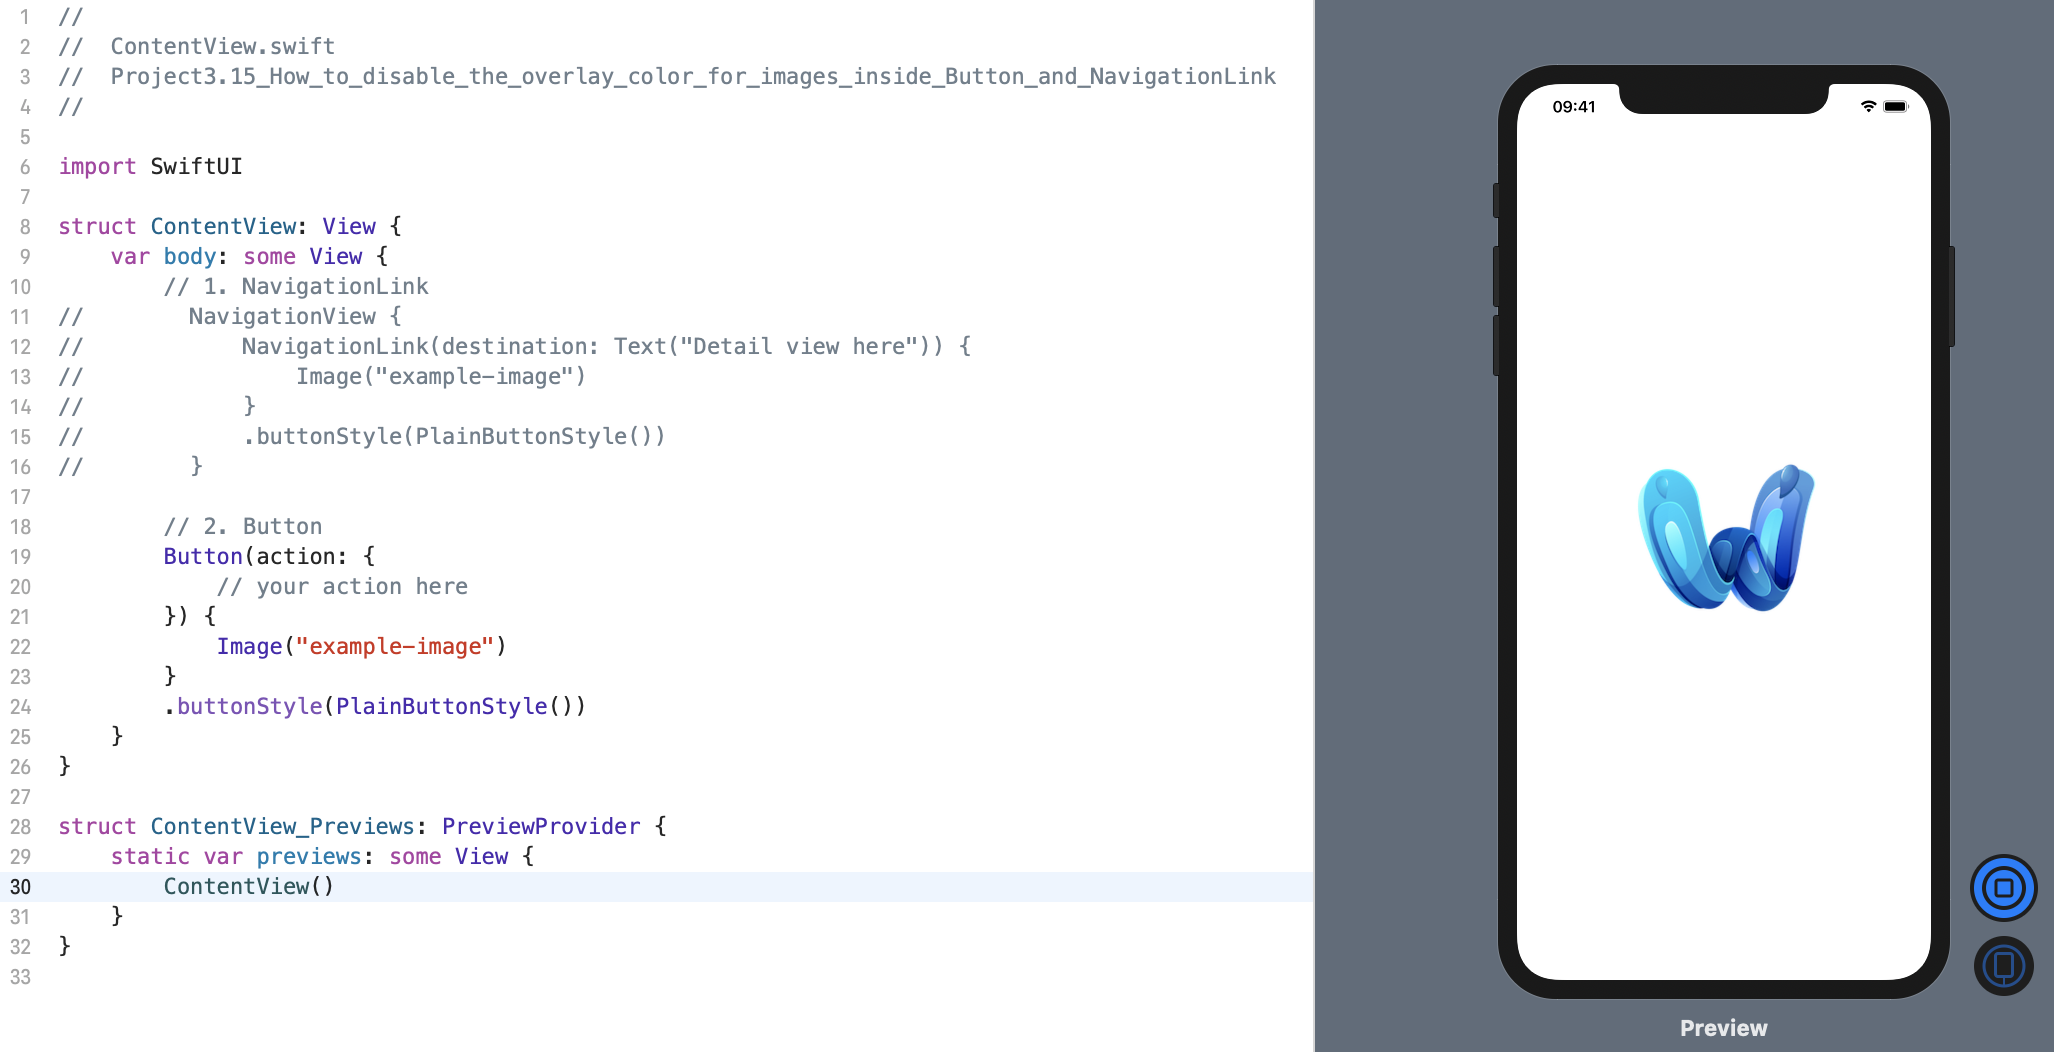 1 //
2 //  ContentView.swift
3 //  Project3.15_How_to_disable_the_overlay_color_for_images_inside_Button_and_NavigationLink
4 //
5
6 import SwiftUI
7
8 struct ContentView: View {
9     var body: some View {
10         // 1. NavigationLink
11 //        NavigationView {
12 //            NavigationLink(destination: Text("Detail view here")) {
13 //                Image("example-image")
14 //            }
15 //            .buttonStyle(PlainButtonStyle())
16 //        }
17
18         // 2. Button
19         Button(action: {
20             // your action here
21         }) {
22             Image("example-image")
23         }
24         .buttonStyle(PlainButtonStyle())
25     }
26 }
27
28 struct ContentView_Previews: PreviewProvider {
29     static var previews: some View {
30         ContentView()
31     }
32 }
33
09:41
Preview